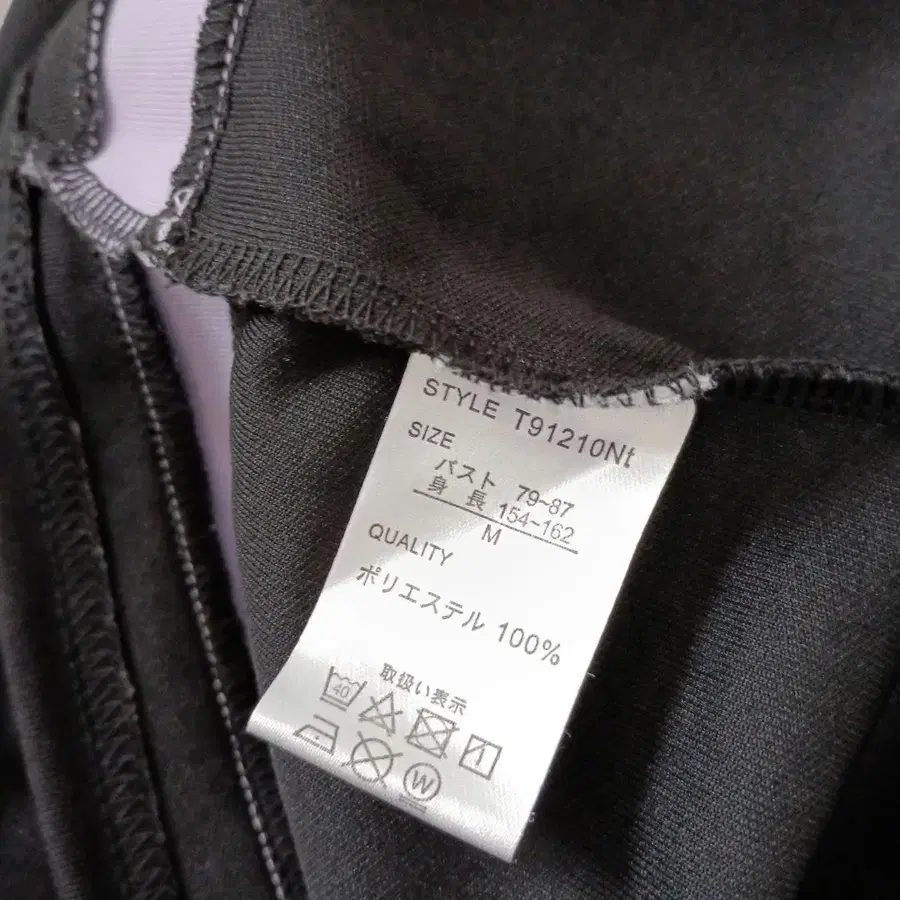 STYLE T91210Nt
SIZE
バスト 79~87
身 長 154~162
M
QUALITY
ポリエステル 100%
取扱い表示
40
W